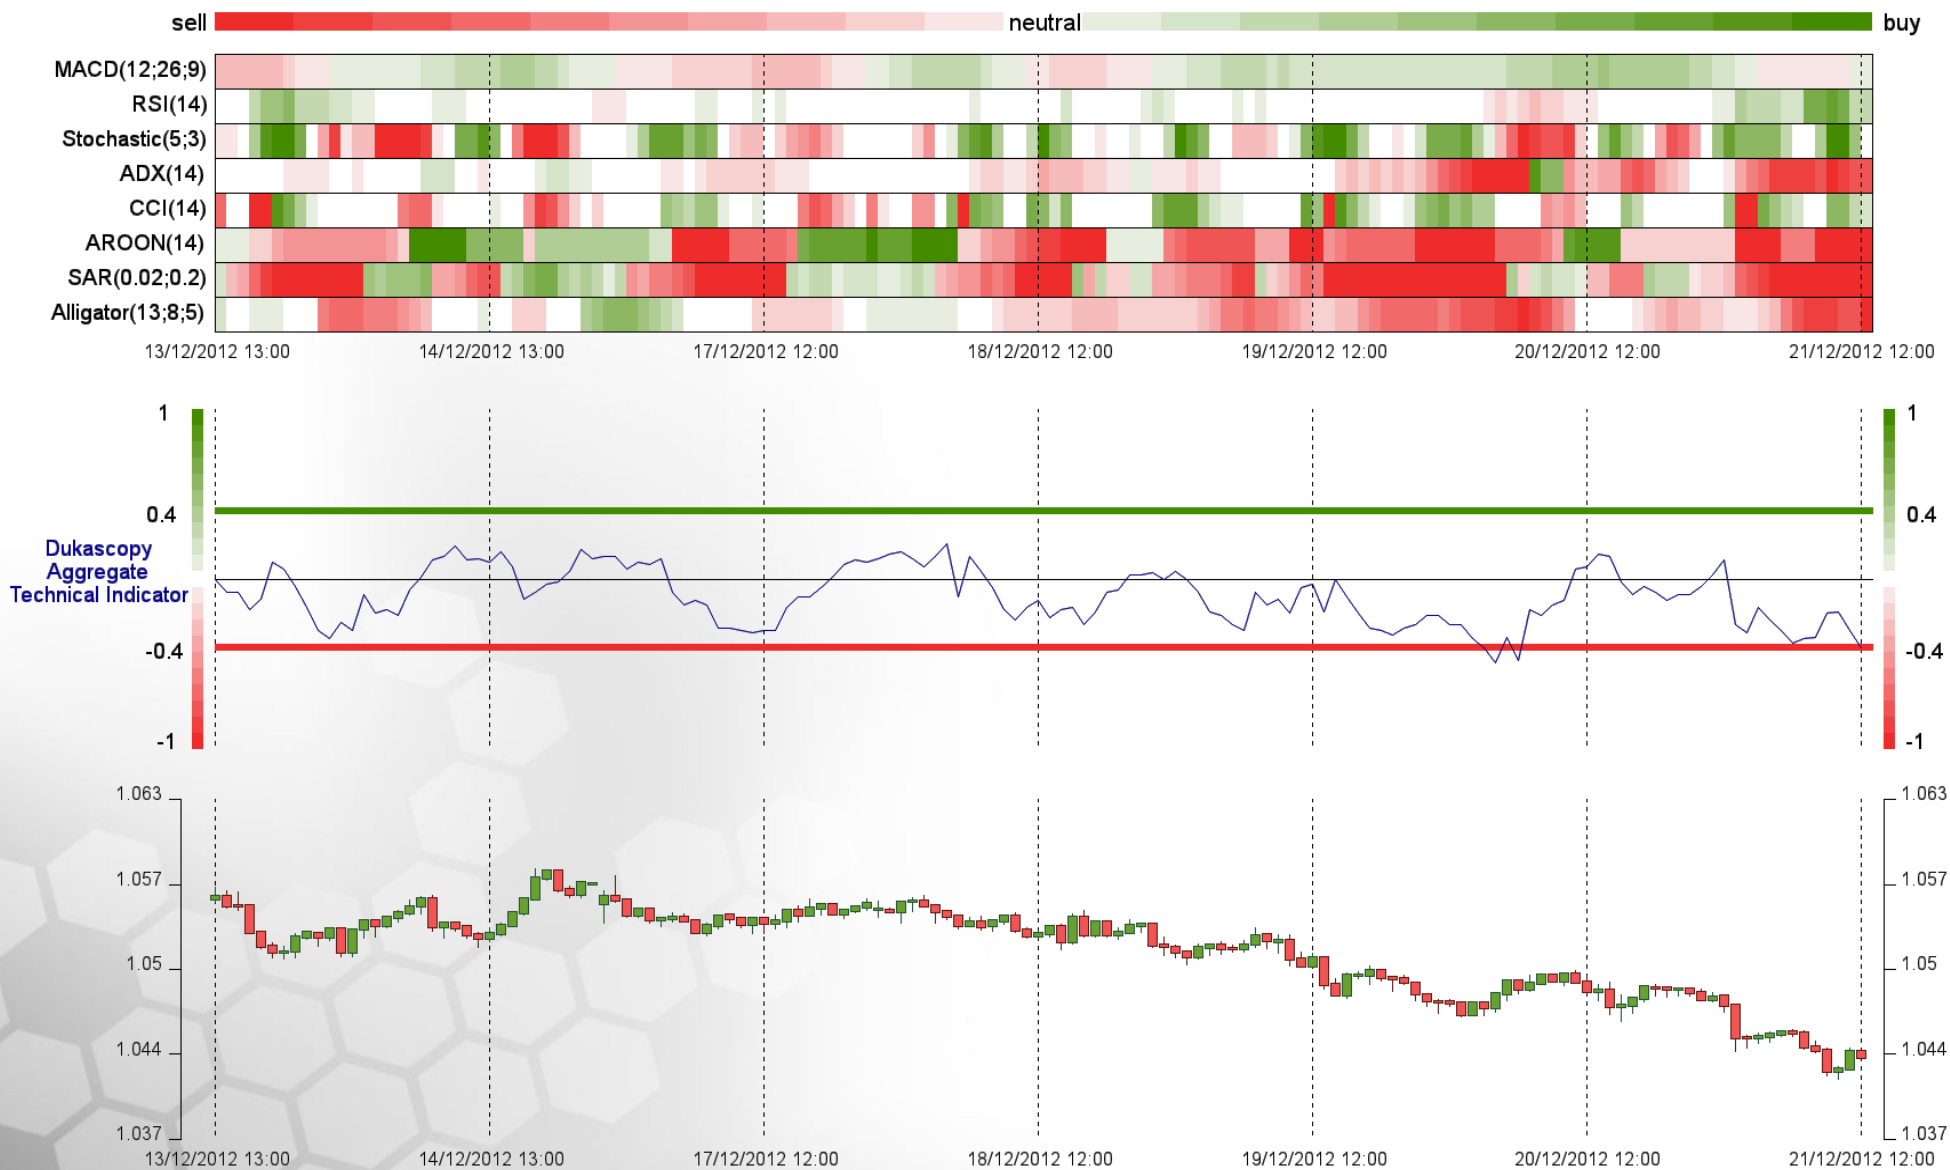 sell neutral buy
MACD(12;26;9)
RSI(14)
Stochastic(5;3)
ADX(14)
CCI(14)
AROON(14)
SAR(0.02;0.2)
Alligator(13;8;5)
13/12/2012 13:00 14/12/2012 13:00 17/12/2012 12:00 18/12/2012 12:00 19/12/2012 12:00 20/12/2012 12:00 21/12/2012 12:00
1 1
0.4 0.4
Dukascopy
Aggregate
Technical Indicator
-0.4 -0.4
-1 -1
1.063 1.063
1.057 1.057
1.05 1.05
1.044 1.044
1.037 1.037
13/12/2012 13:00 14/12/2012 13:00 17/12/2012 12:00 18/12/2012 12:00 19/12/2012 12:00 20/12/2012 12:00 21/12/2012 12:00